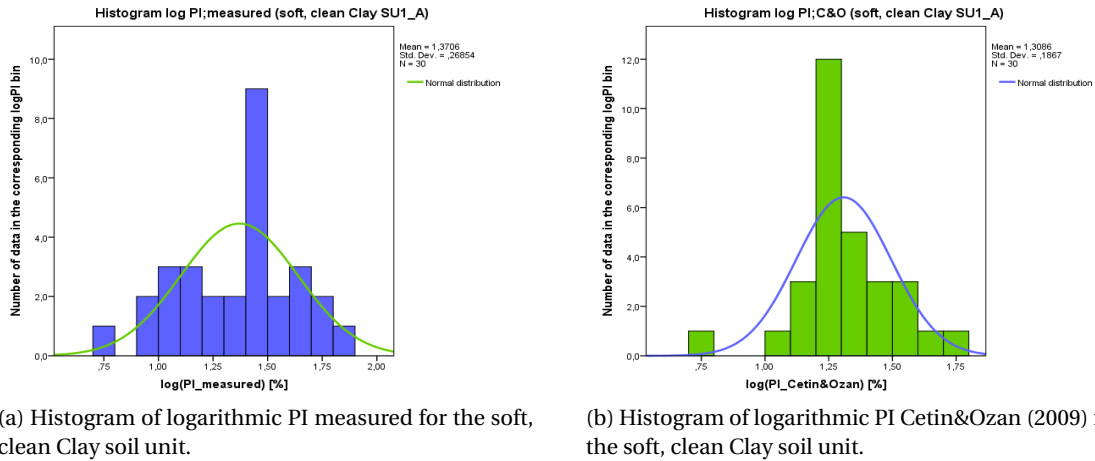 Histogram log PI;measured (soft, clean Clay SU1_A)
Mean = 1,3706
Std. Dev. = ,26854
N = 30
Normal distribution
Number of data in the corresponding logPI bin
10,0
8,0
6,0
4,0
2,0
0,0
,75
1,00
1,25
1,50
1,75
2,00
log(PI_measured) [%]
(a) Histogram of logarithmic PI measured for the soft,
clean Clay soil unit.
Histogram log PI;C&O (soft, clean Clay SU1_A)
Mean = 1,3086
Std. Dev. = ,1867
N = 30
Normal distribution
Number of data in the corresponding logPI bin
12,0
10,0
8,0
6,0
4,0
2,0
0,0
,75
1,00
1,25
1,50
1,75
log(PI_Cetin&Ozan) [%]
(b) Histogram of logarithmic PI Cetin&Ozan (2009)
the soft, clean Clay soil unit.